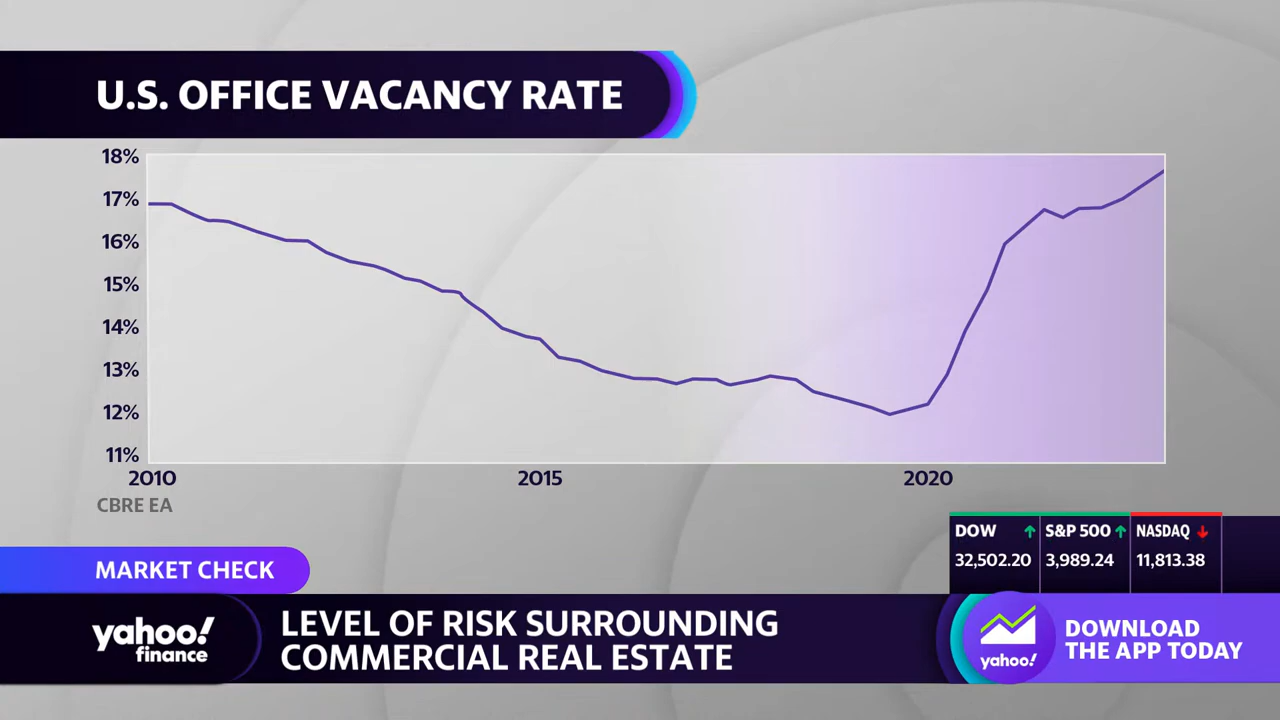 U.S. OFFICE VACANCY RATE
18%
17%
16%
15%
14%
13%
12%
11%
2010 2015 2020
CBRE EA
DOW S&P 500 NASDAQ
32,502.20 3,989.24 11,813.38
MARKET CHECK
yahoo!
finance
LEVEL OF RISK SURROUNDING
COMMERCIAL REAL ESTATE
yahoo!
DOWNLOAD
THE APP TODAY